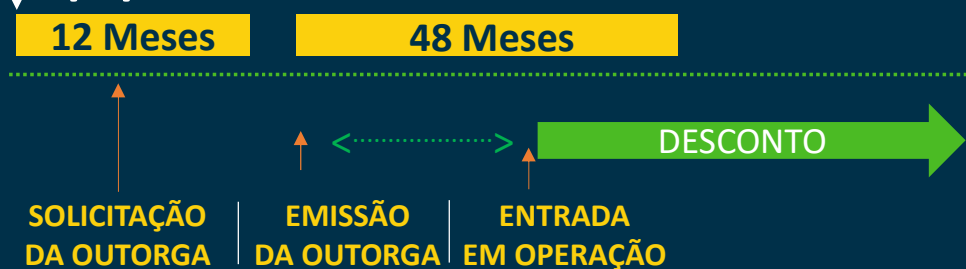 12 Meses
48 Meses
DESCONTO
SOLICITAÇÃO
DA OUTORGA
EMISSÃO
DA OUTORGA
ENTRADA
EM OPERAÇÃO